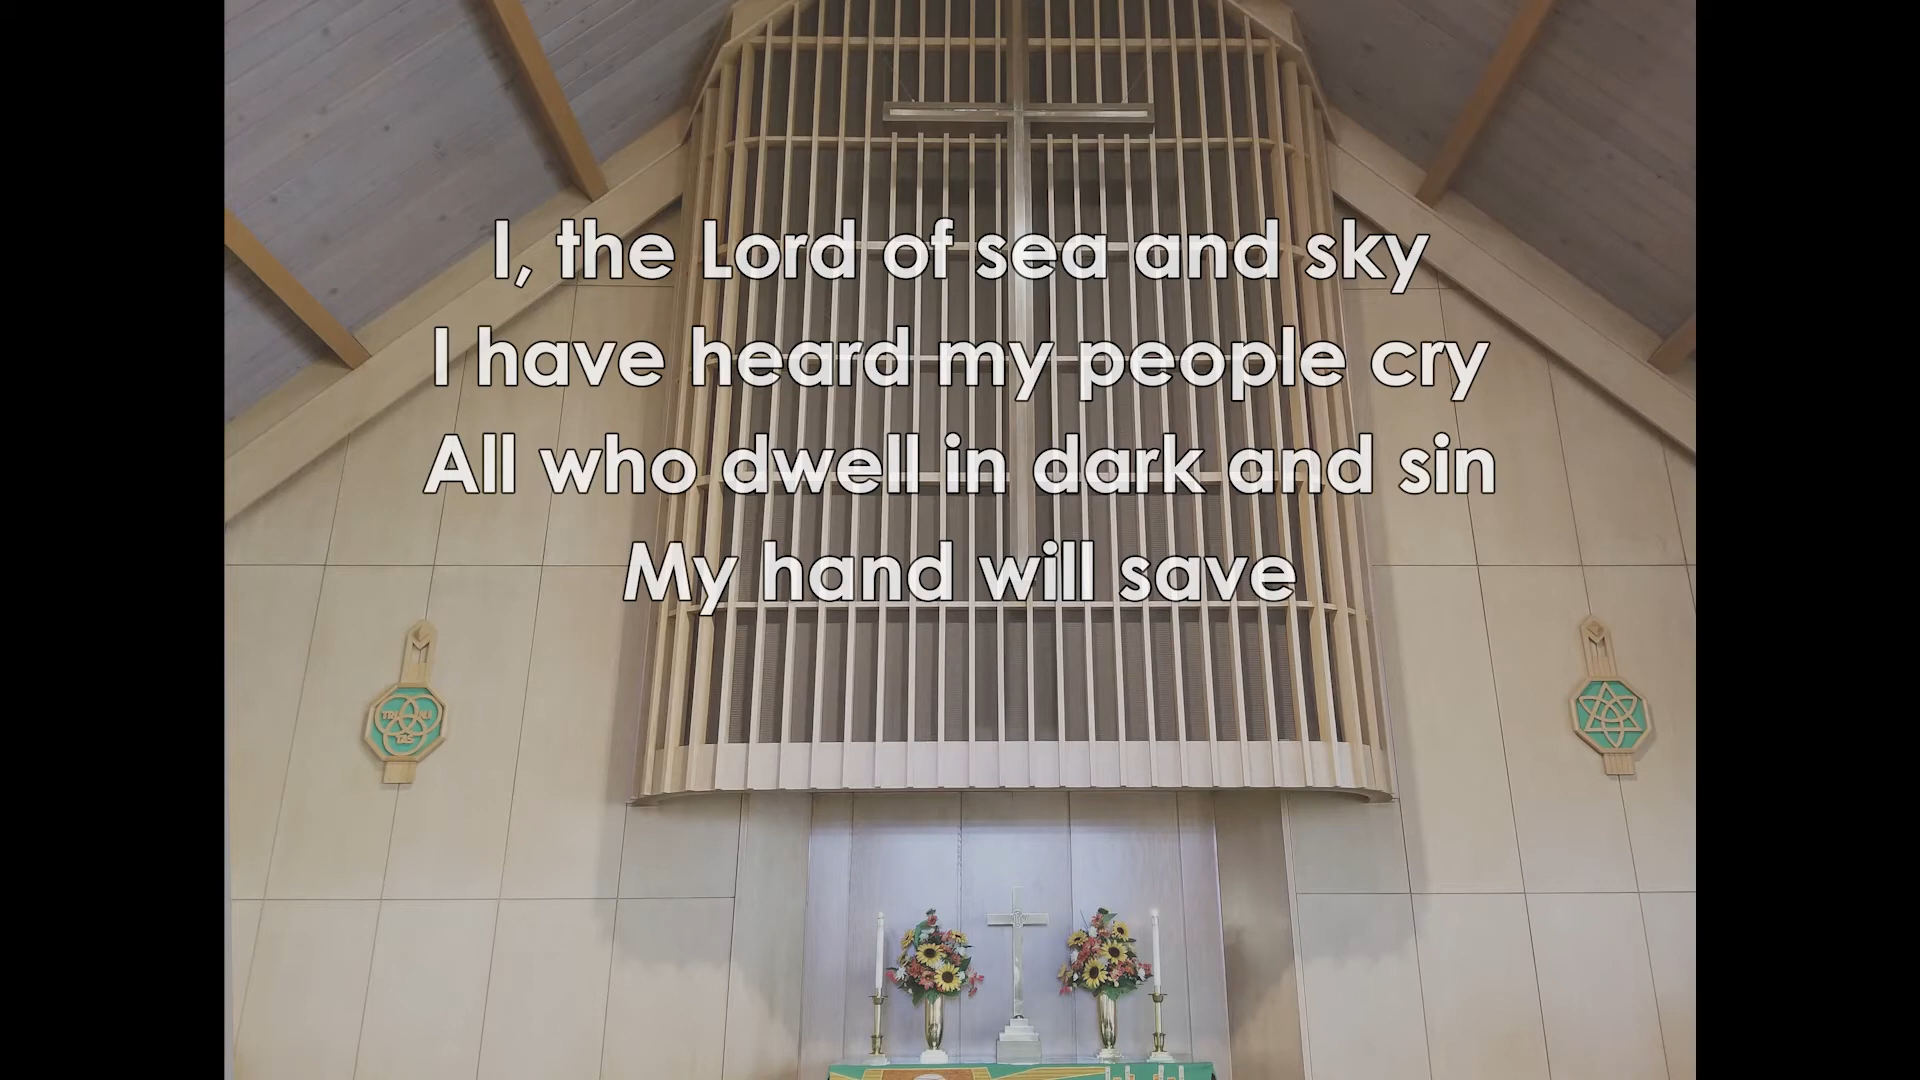 I, the Lord of sea and sky
I have heard my people cry
All who dwell in dark and sin
My hand will save